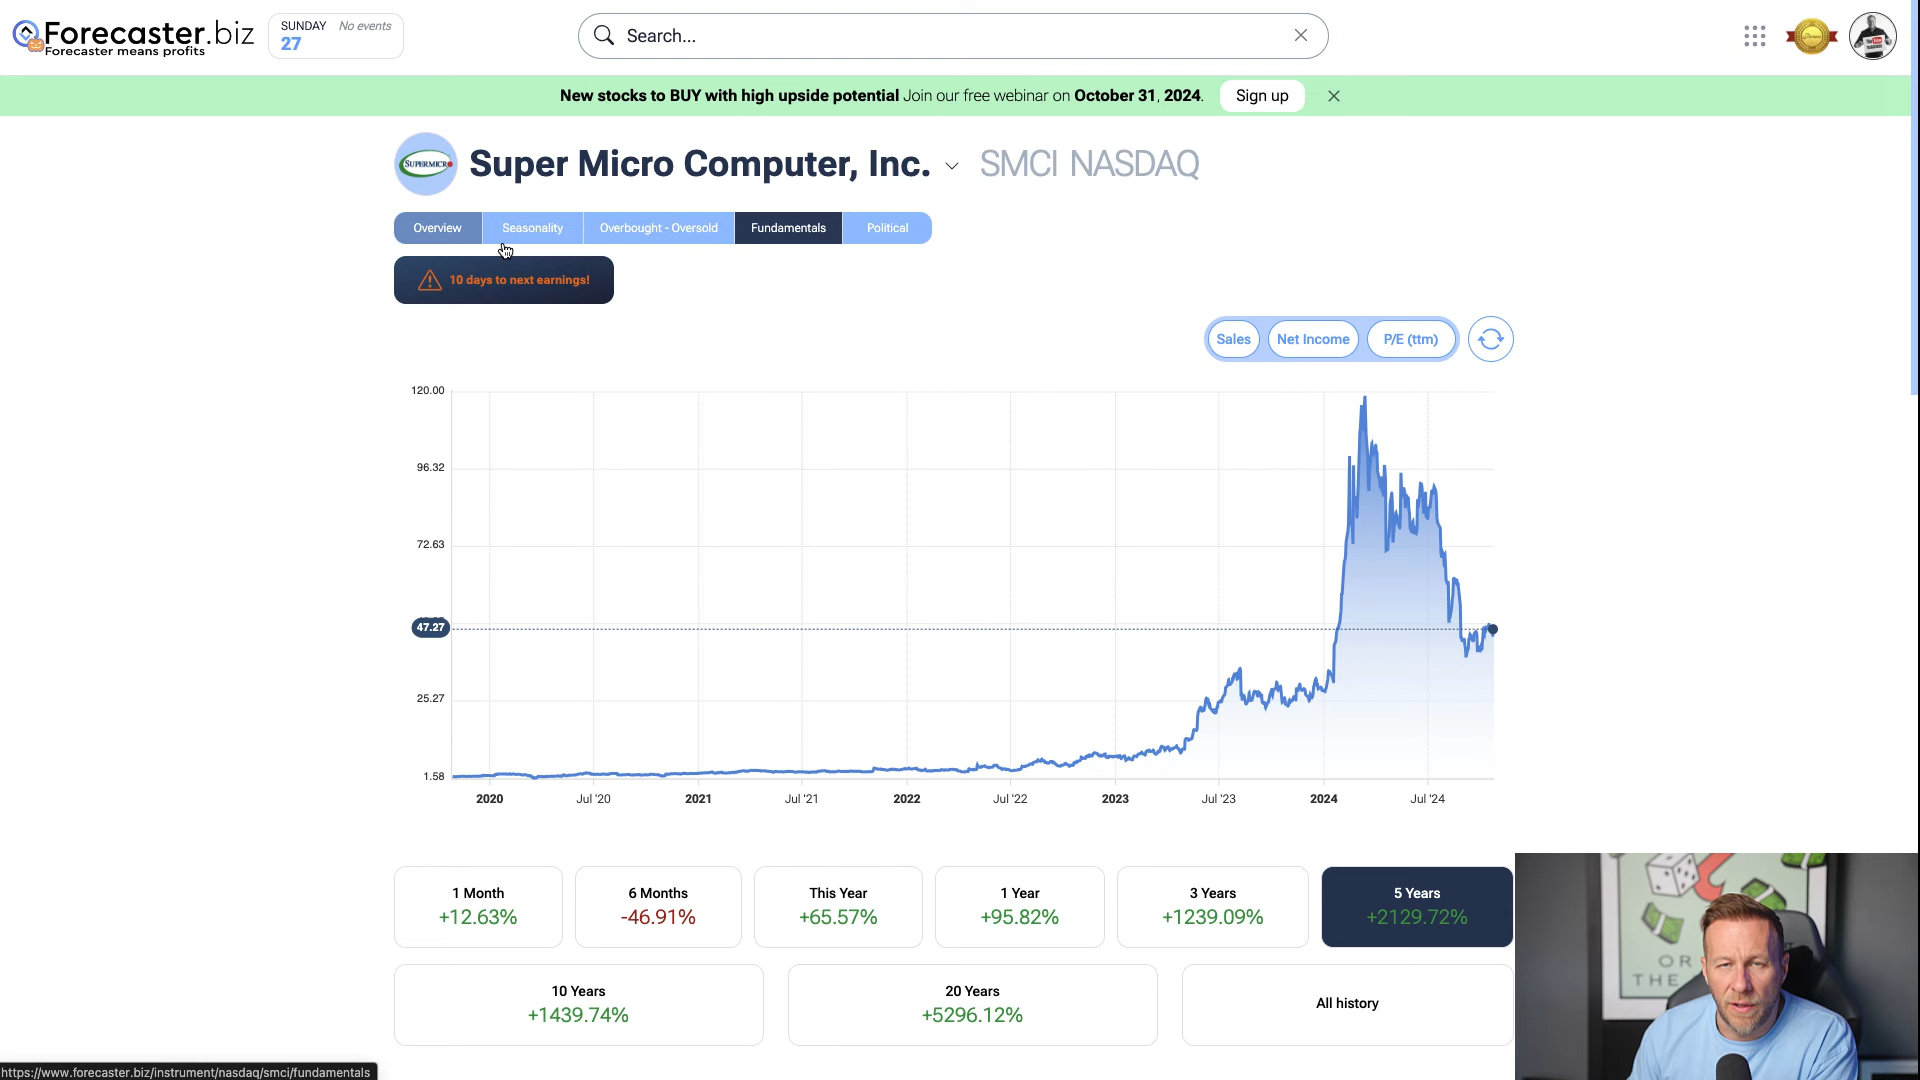 Forecaster.biz
Forecaster means profits
SUNDAY No events
27
Search...
New stocks to BUY with high upside potential Join our free webinar on October 31, 2024. Sign up
SUPERMICR
Super Micro Computer, Inc. SMCI NASDAQ
Overview Seasonality Overbought - Oversold Fundamentals Political
10 days to next earnings!
Sales Net Income P/E (ttm)
120.00
96.32
72.63
47.27
25.27
1.58
2020 Jul '20 2021 Jul '21 2022 Jul '22 2023 Jul '23 2024 Jul '24
1 Month 6 Months This Year 1 Year 3 Years 5 Years
+12.63% -46.91% +65.57% +95.82% +1239.09% +2129.72%
10 Years 20 Years All history
+1439.74% +5296.12%
OR
THE
https://www.forecaster.biz/instrument/nasdaq/smci/fundamentals